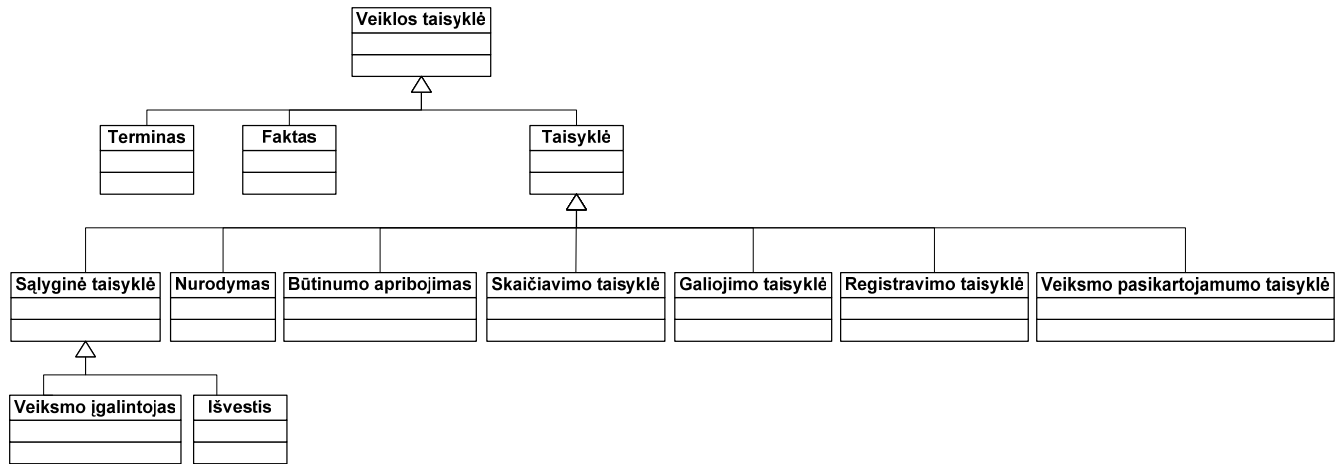 Veiklos taisyklė
Terminas
Faktas
Taisyklė
Sąlyginė taisyklė
Nurodymas
Būtinumo apribojimas
Skaičiavimo taisyklė
Galiojimo taisyklė
Registravimo taisyklė
Veiksmo pasikartojamumo taisyklė
Veiksmo įgalintojas
Išvestis